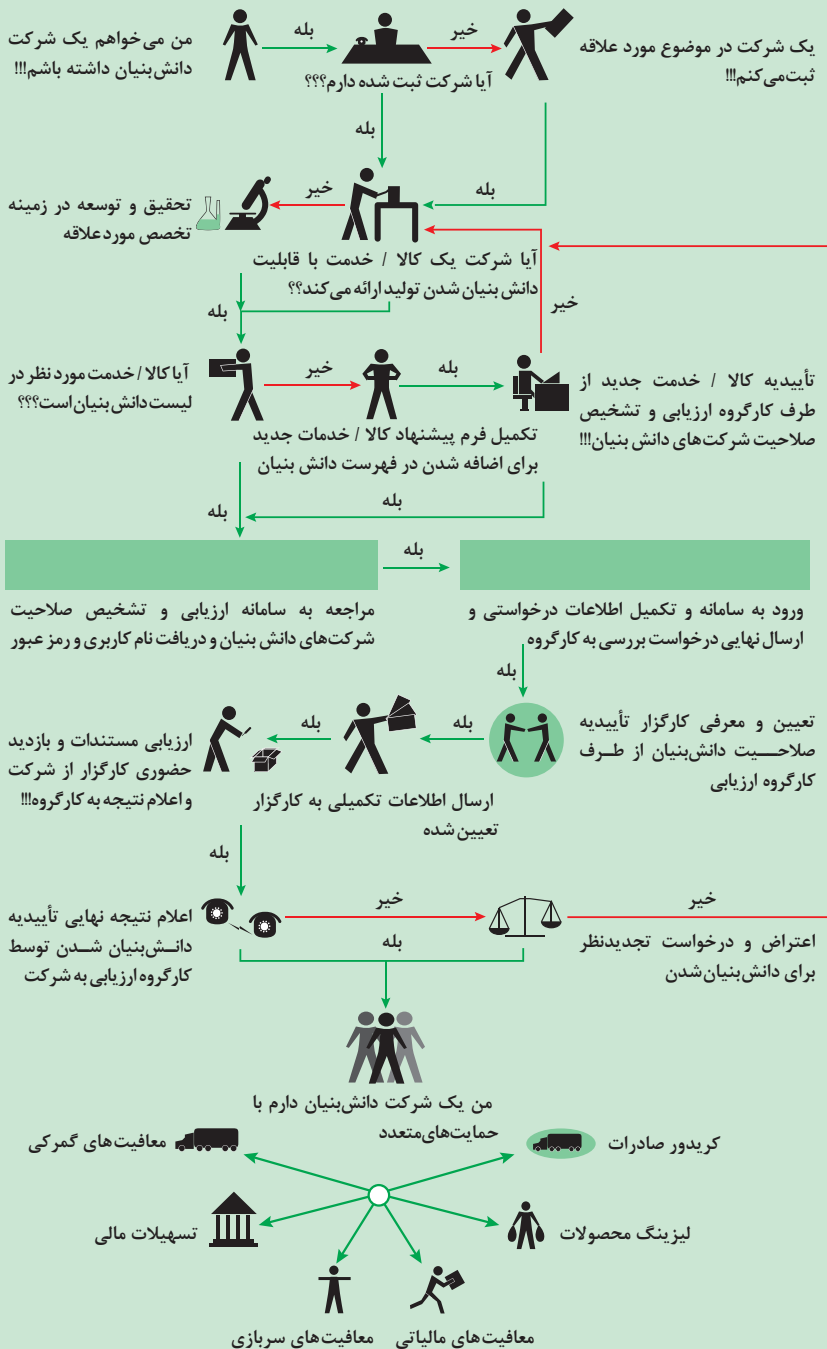 من می‌خواهم یک شرکت
دانش‌بنیان داشته باشم!!!
بله
آیا شرکت ثبت شده دارم؟؟؟
خیر
یک شرکت در موضوع مورد علاقه
ثبت‌می‌کنم!!!
بله
بله
خیر
تحقیق و توسعه در زمینه
تخصص موردعلاقه
آیا شرکت یک کالا / خدمت با قابلیت
دانش‌بنیان شدن تولید ارائه می‌کند؟؟
خیر
بله
آیا کالا / خدمت مورد نظر در
لیست‌دانش‌بنیان‌است؟؟؟
خیر
بله
تکمیل فرم پیشنهاد کالا / خدمات جدید
برای اضافه شدن در فهرست دانش بنیان
تأییدیه کالا / خدمت جدید از
طرف کارگروه ارزیابی و تشخیص
صلاحیت شرکت‌های دانش بنیان!!!
بله
بله
بله
مراجعه به سامانه ارزیابی و تشخیص صلاحیت
شرکت‌های دانش بنیان و دریافت نام کاربری و رمز عبور
ورود به سامانه و تکمیل اطلاعات درخواستی و
ارسال نهایی درخواست بررسی به کارگروه
بله
تعیین و معرفی کارگزار تأییدیه
صلاحـــیت دانش‌بنیان از طــرف
کارگروه ارزیابی
بله
ارسال اطلاعات تکمیلی به کارگزار
تعیین‌شده
بله
ارزیابی مستندات و بازدید
حضوری کارگزار از شرکت
و اعلام نتیجه به کارگروه!!!
بله
اعلام نتیجه نهایی تأییدیه
دانــش‌بنیان شــدن توسط
کارگروه ارزیابی به شرکت
خیر
بله
خیر
اعتراض و درخواست تجدیدنظر
برای دانش‌بنیان‌شدن
من یک شرکت دانش‌بنیان دارم با
حمایت‌های‌متعدد
کریدور صادرات
معافیت‌های گمرکی
لیزینگ محصولات
تسهیلات مالی
معافیت‌های مالیاتی
معافیت‌های سربازی